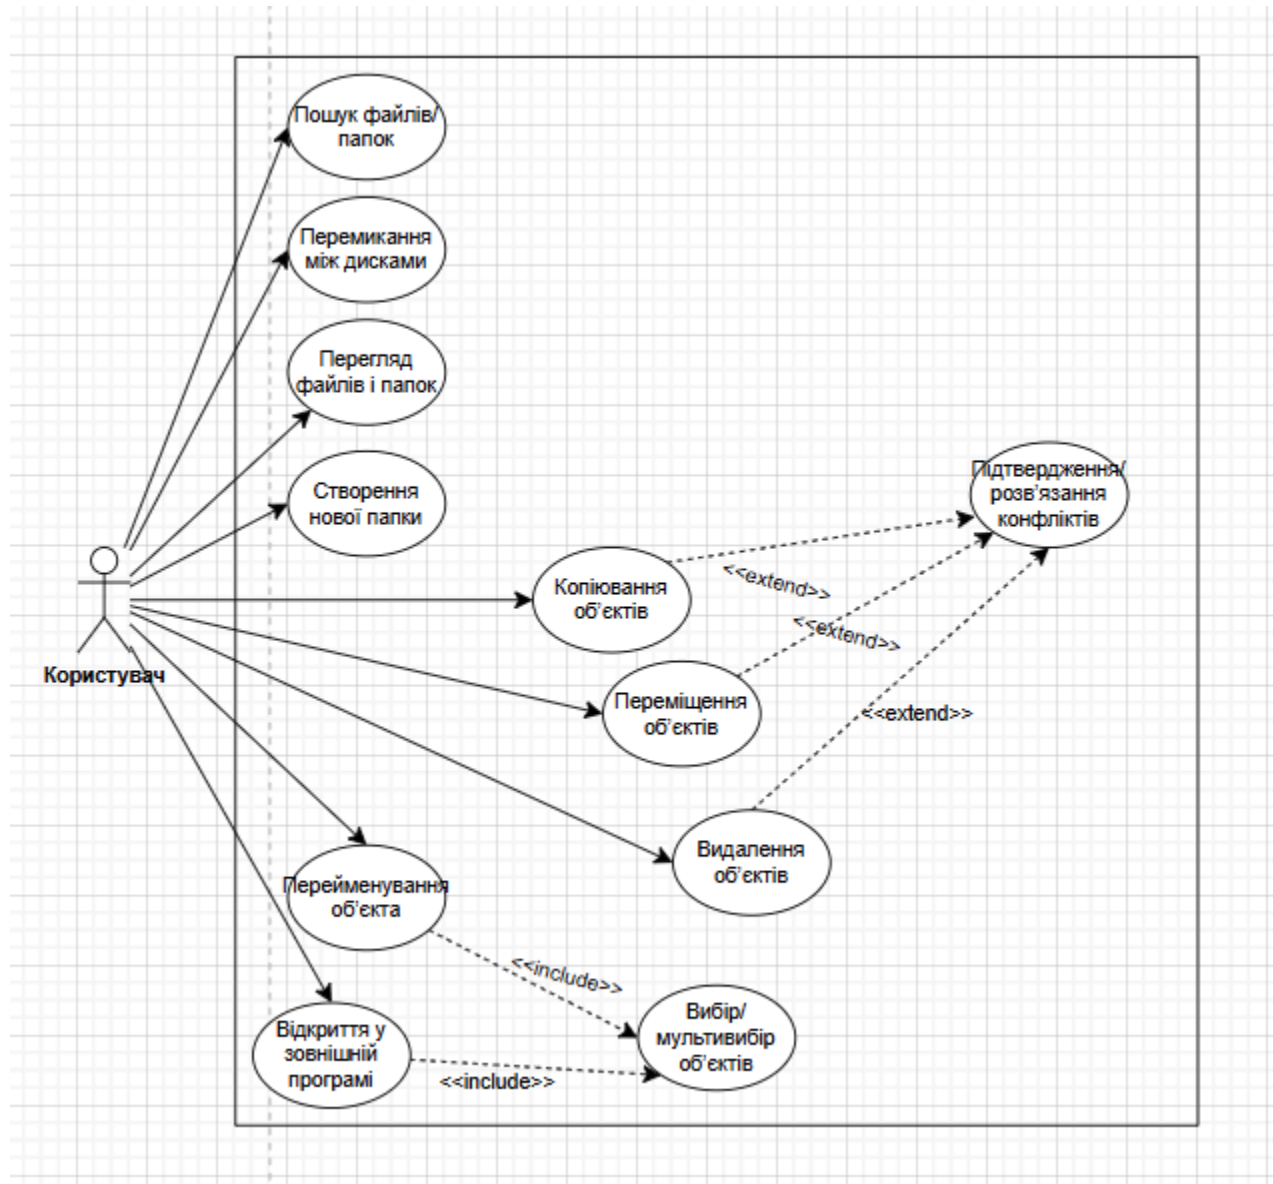 Пошук файлів/
папок
Перемикання
між дисками
Перегляд
файлів і папок
Створення
нової папки
Підтвердження/
розв'язання
конфліктів
Копіювання
об'єктів
<<extend>>
<<extend>>
Користувач
Переміщення
об'єктів
<<extend>>
Видалення
об'єктів
Перейменування
об'єкта
<<include>>
Вибір/
мультивибір
об'єктів
Відкриття у
зовнішній
програмі
<<include>>